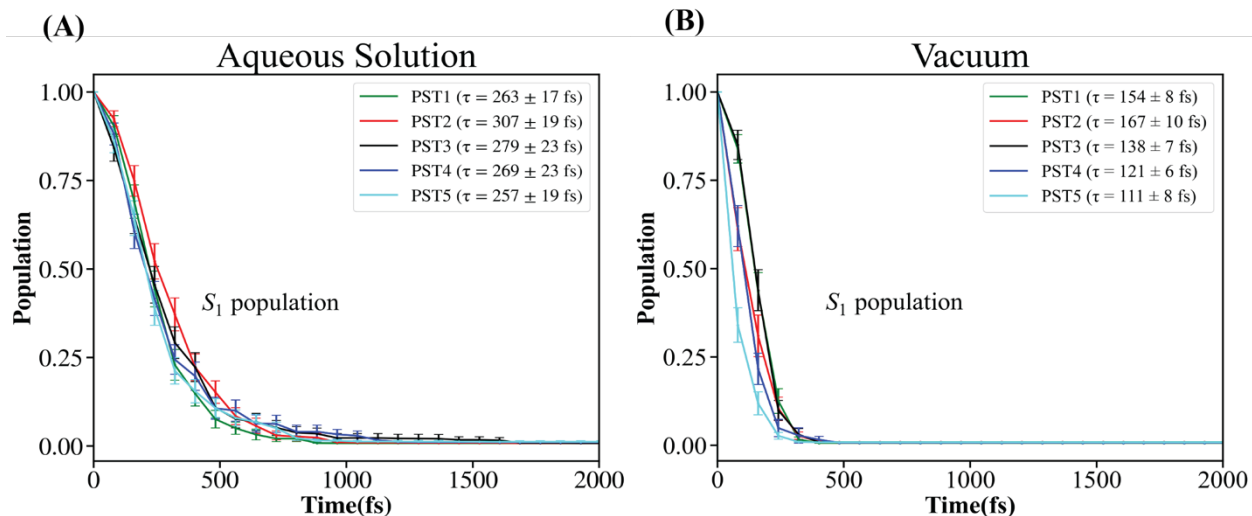 (A)
Aqueous Solution
1.00
0.75
0.50
0.25
0.00
Population
PST1 (τ = 263 ± 17 fs)
PST2 (τ = 307 ± 19 fs)
PST3 (τ = 279 ± 23 fs)
PST4 (τ = 269 ± 23 fs)
PST5 (τ = 257 ± 19 fs)
S₁ population
0 500 1000 1500 2000
Time(fs)
(B)
Vacuum
1.00
0.75
0.50
0.25
0.00
Population
PST1 (τ = 154 ± 8 fs)
PST2 (τ = 167 ± 10 fs)
PST3 (τ = 138 ± 7 fs)
PST4 (τ = 121 ± 6 fs)
PST5 (τ = 111 ± 8 fs)
S₁ population
0 500 1000 1500 2000
Time(fs)